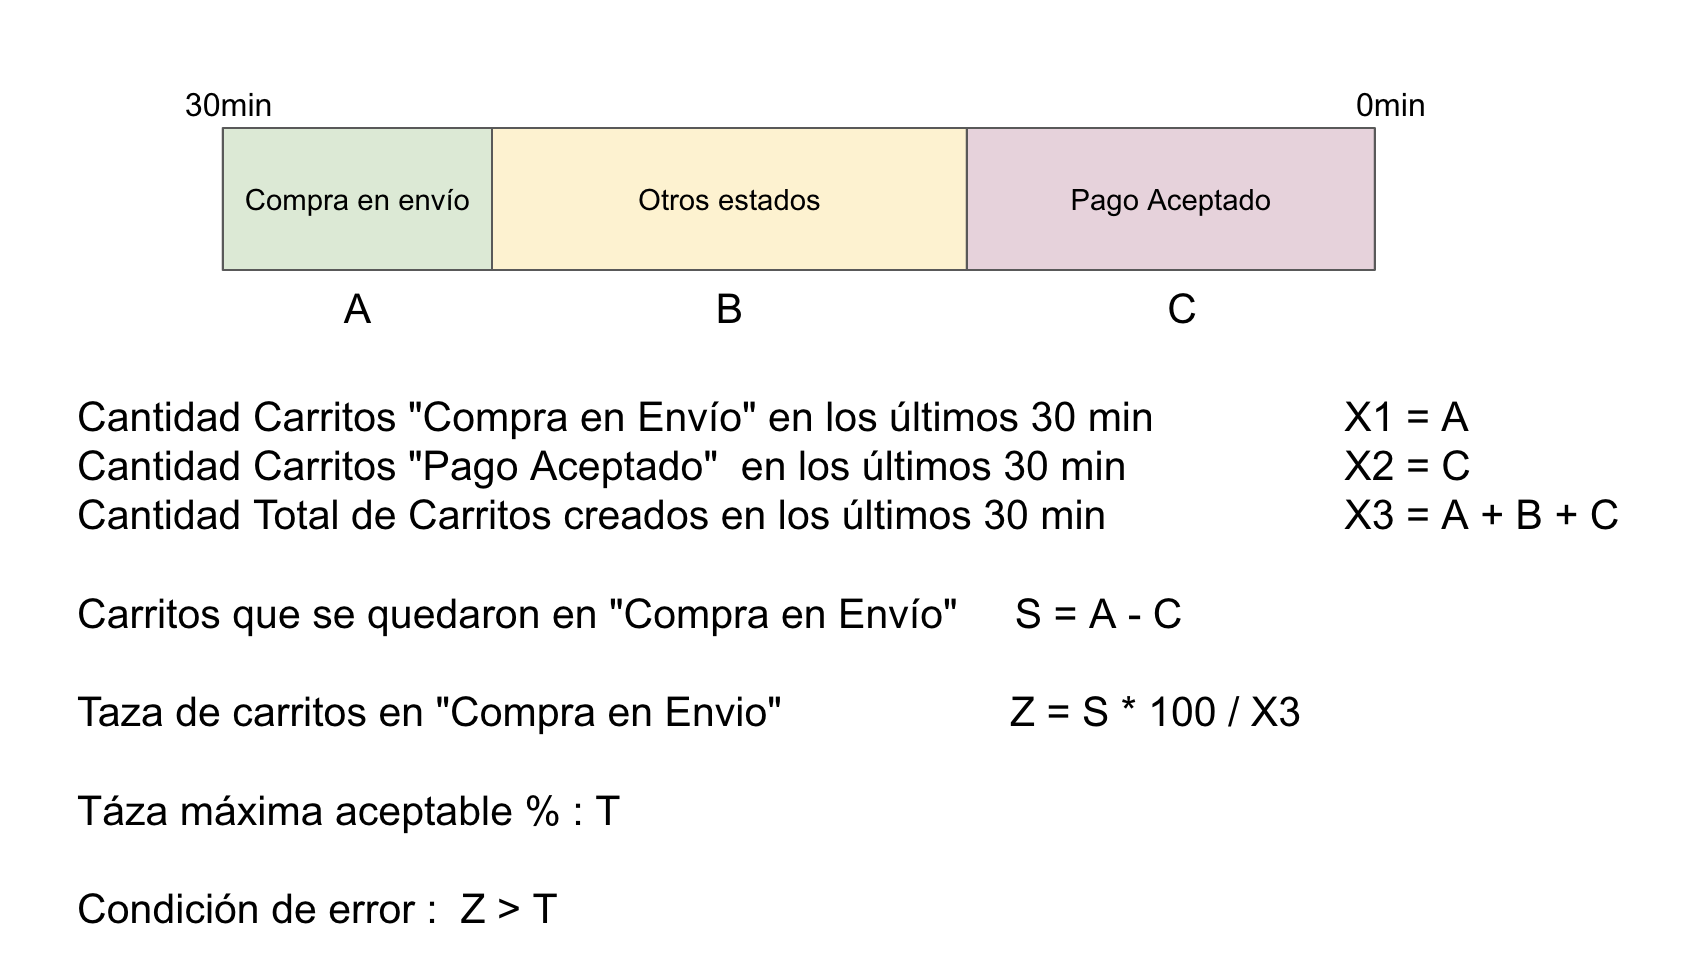 30min 0min
Compra en envío Otros estados Pago Aceptado
A B C
Cantidad Carritos "Compra en Envío" en los últimos 30 min X1 = A
Cantidad Carritos "Pago Aceptado"  en los últimos 30 min X2 = C
Cantidad Total de Carritos creados en los últimos 30 min X3 = A + B + C
Carritos que se quedaron en "Compra en Envío" S = A - C
Taza de carritos en "Compra en Envio" Z = S * 100 / X3
Táza máxima aceptable % : T
Condición de error :  Z > T